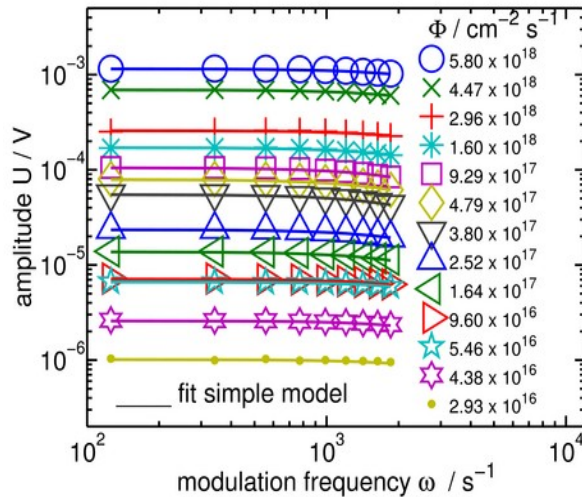 Φ / cm⁻² s⁻¹
5.80 x 10¹⁸
4.47 x 10¹⁸
2.96 x 10¹⁸
1.60 x 10¹⁸
9.29 x 10¹⁷
4.79 x 10¹⁷
3.80 x 10¹⁷
2.52 x 10¹⁷
1.64 x 10¹⁷
9.60 x 10¹⁶
5.46 x 10¹⁶
4.38 x 10¹⁶
2.93 x 10¹⁶
amplitude U / V
10⁻³
10⁻⁴
10⁻⁵
10⁻⁶
fit simple model
10² 10³ 10⁴
modulation frequency ω / s⁻¹